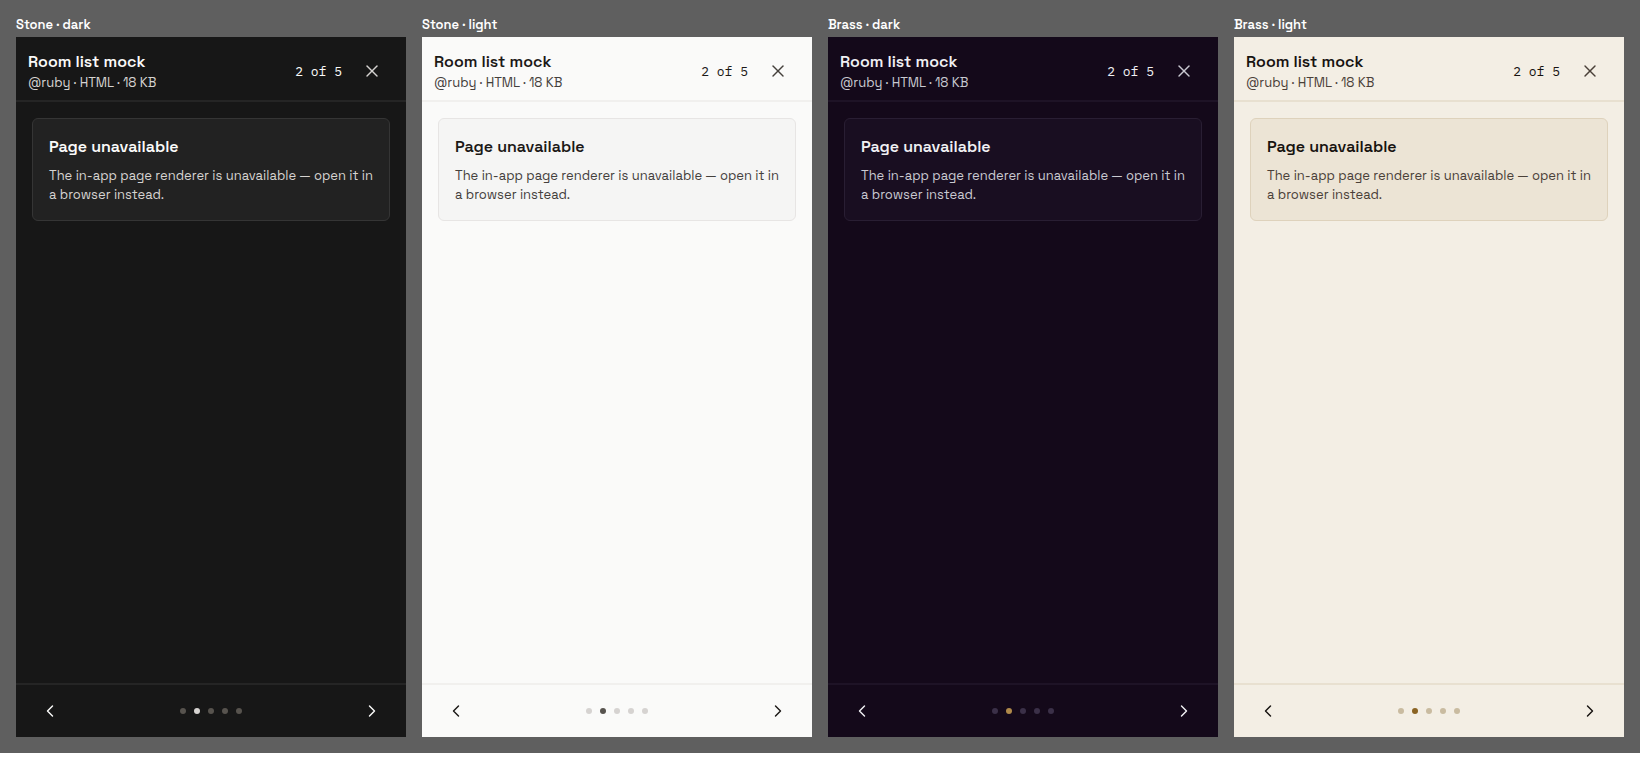 Stone · dark
Room list mock
@ruby · HTML · 18 KB
2 of 5
Page unavailable
The in-app page renderer is unavailable — open it in
a browser instead.
Stone · light
Room list mock
@ruby · HTML · 18 KB
2 of 5
Page unavailable
The in-app page renderer is unavailable — open it in
a browser instead.
Brass · dark
Room list mock
@ruby · HTML · 18 KB
2 of 5
Page unavailable
The in-app page renderer is unavailable — open it in
a browser instead.
Brass · light
Room list mock
@ruby · HTML · 18 KB
2 of 5
Page unavailable
The in-app page renderer is unavailable — open it in
a browser instead.